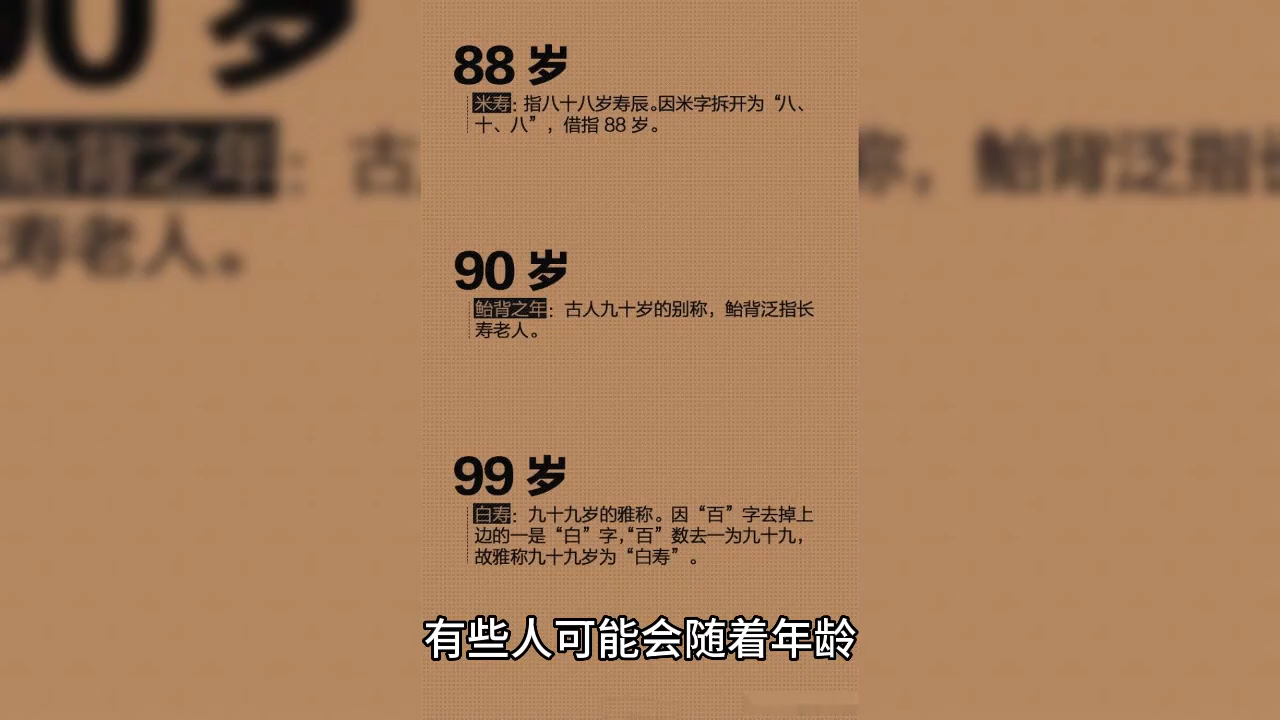 88 岁
米寿：指八十八岁寿辰。因米字拆开为“八、
十、八”，借指 88 岁。
90 岁
鲐背之年：古人九十岁的别称，鲐背泛指长
寿老人。
99 岁
白寿：九十九岁的雅称。因“百”字去掉上
边的一是“白”字，“百”数去一为九十九，
故雅称九十九岁为“白寿”。
有些人可能会随着年龄